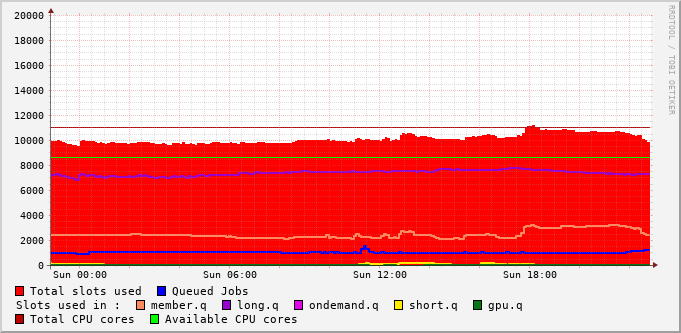 RRDTOOL / TOBI OETIKER
20000
18000
16000
14000
12000
10000
8000
6000
4000
2000
0
Sun 00:00 Sun 06:00 Sun 12:00 Sun 18:00
Total slots used Queued Jobs
Slots used in : member.q long.q ondemand.q short.q gpu.q
Total CPU cores Available CPU cores